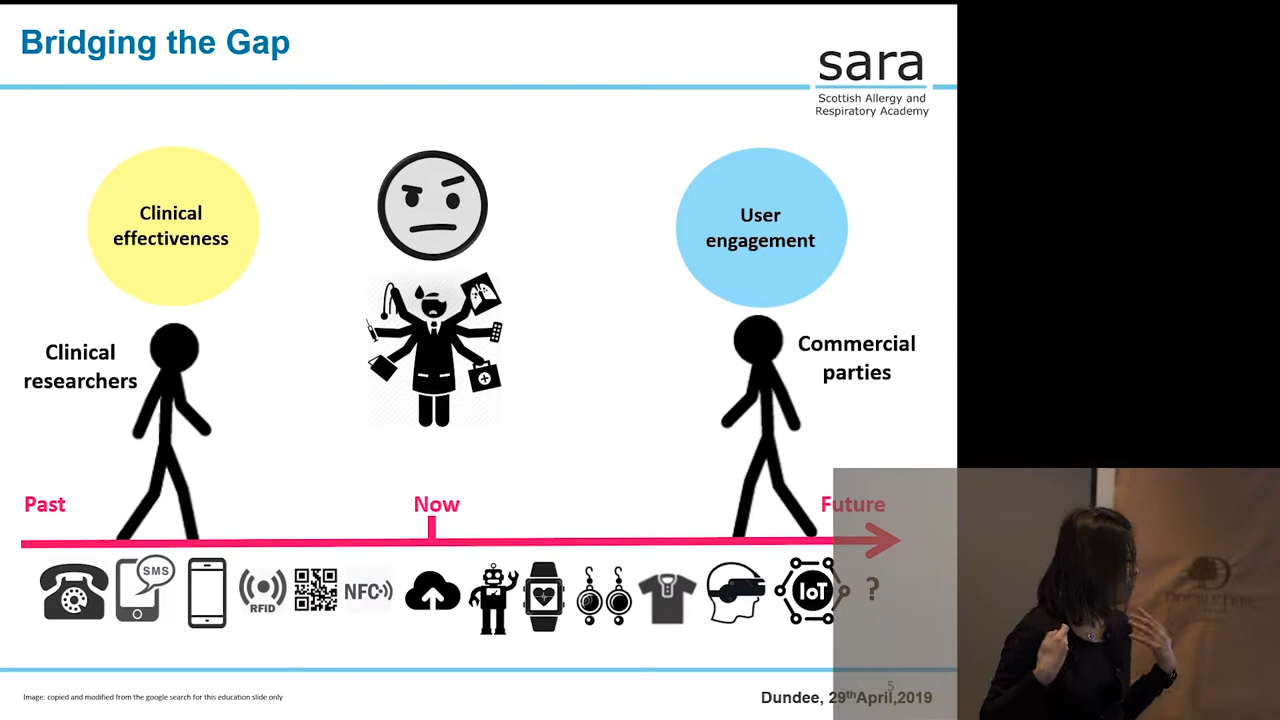 Bridging the Gap
sara
Scottish Allergy and
Respiratory Academy
Clinical
effectiveness
User
engagement
Clinical
researchers
Commercial
parties
Past
Now
Future
SMS
RFID
NFC
IoT
?
Image: copied and modified from the google search for this education slide only
5
Dundee, 29thApril,2019